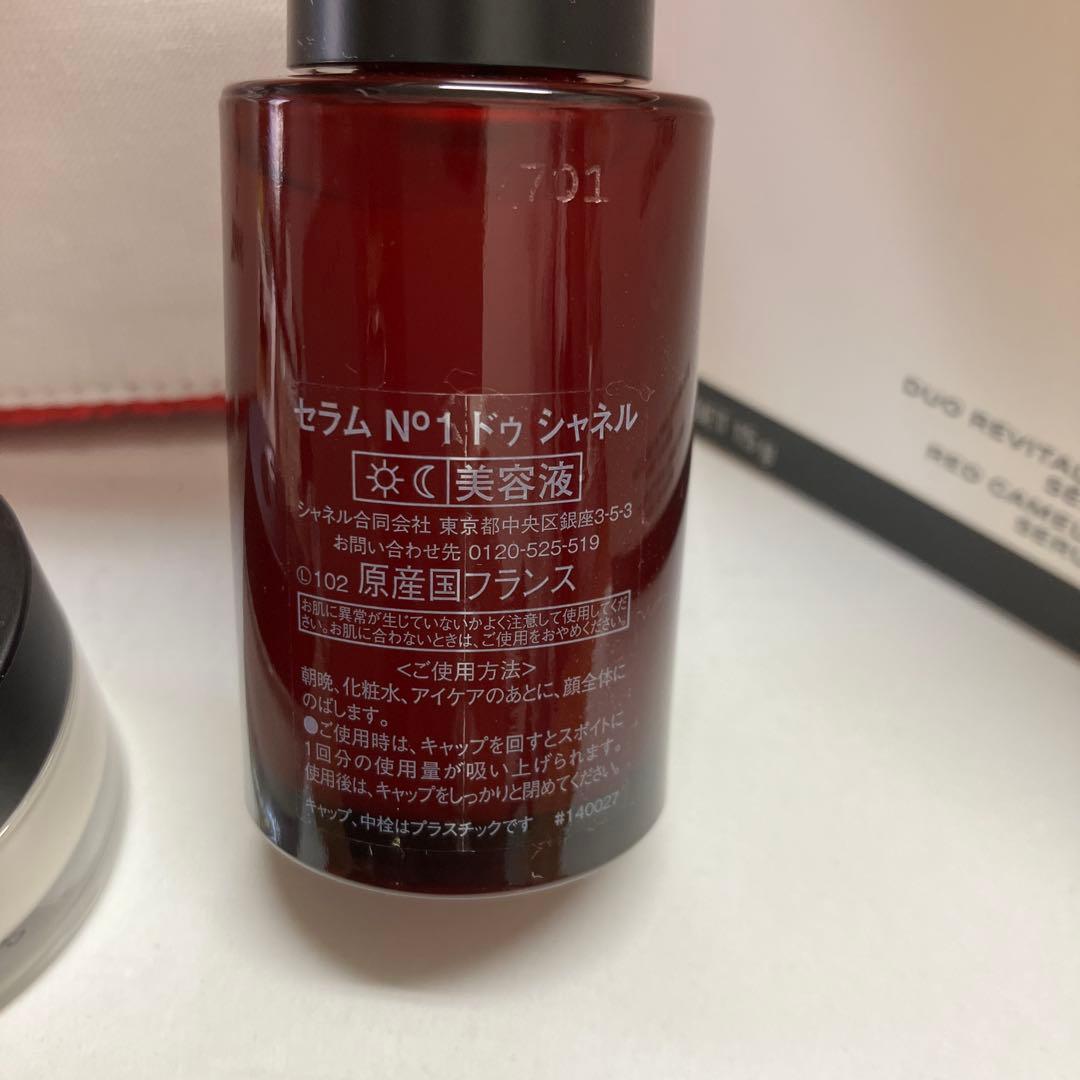 701
セラム Nº1 ドゥ シャネル
美容液
シャネル合同会社 東京都中央区銀座3-5-3
お問い合わせ先 0120-525-519
Ⓛ102 原産国フランス
お肌に異常が生じていないかよく注意して使用してくだ
さい。お肌に合わないときは、ご使用をおやめください。
<ご使用方法>
朝晩、化粧水、アイケアのあとに、顔全体に
のばします。
●ご使用時は、キャップを回すとスポイトに
1回分の使用量が吸い上げられます。
使用後は、キャップをしっかりと閉めてください。
キャップ、中栓はプラスチックです #140027
15g
DUO REVITAL
RED CAMEL